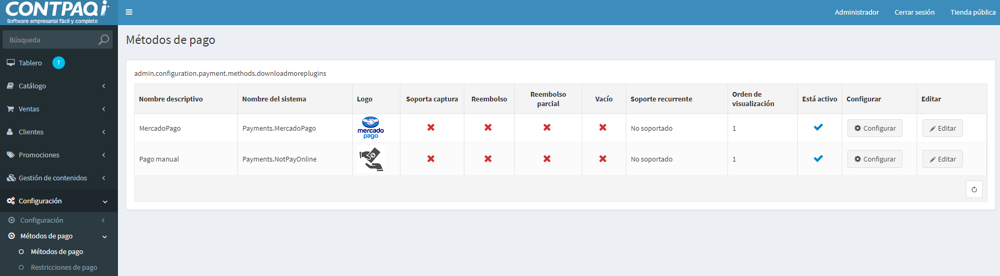 CONTPAQi
Software empresarial fácil y completo
Administrador Cerrar sesión Tienda pública
Búsqueda
Tablero ?
Catálogo
Ventas
Clientes
Promociones
Gestión de contenidos
Configuración
Configuración
Métodos de pago
Métodos de pago
Restricciones de pago
Métodos de pago
admin.configuration.payment.methods.downloadmoreplugins
Nombre descriptivo Nombre del sistema Logo Soporta captura Reembolso Reembolso parcial Vacío Soporte recurrente Orden de visualización Está activo Configurar Editar
MercadoPago Payments.MercadoPago mercado pago No soportado 1 Configurar Editar
Pago manual Payments.NotPayOnline No soportado 1 Configurar Editar